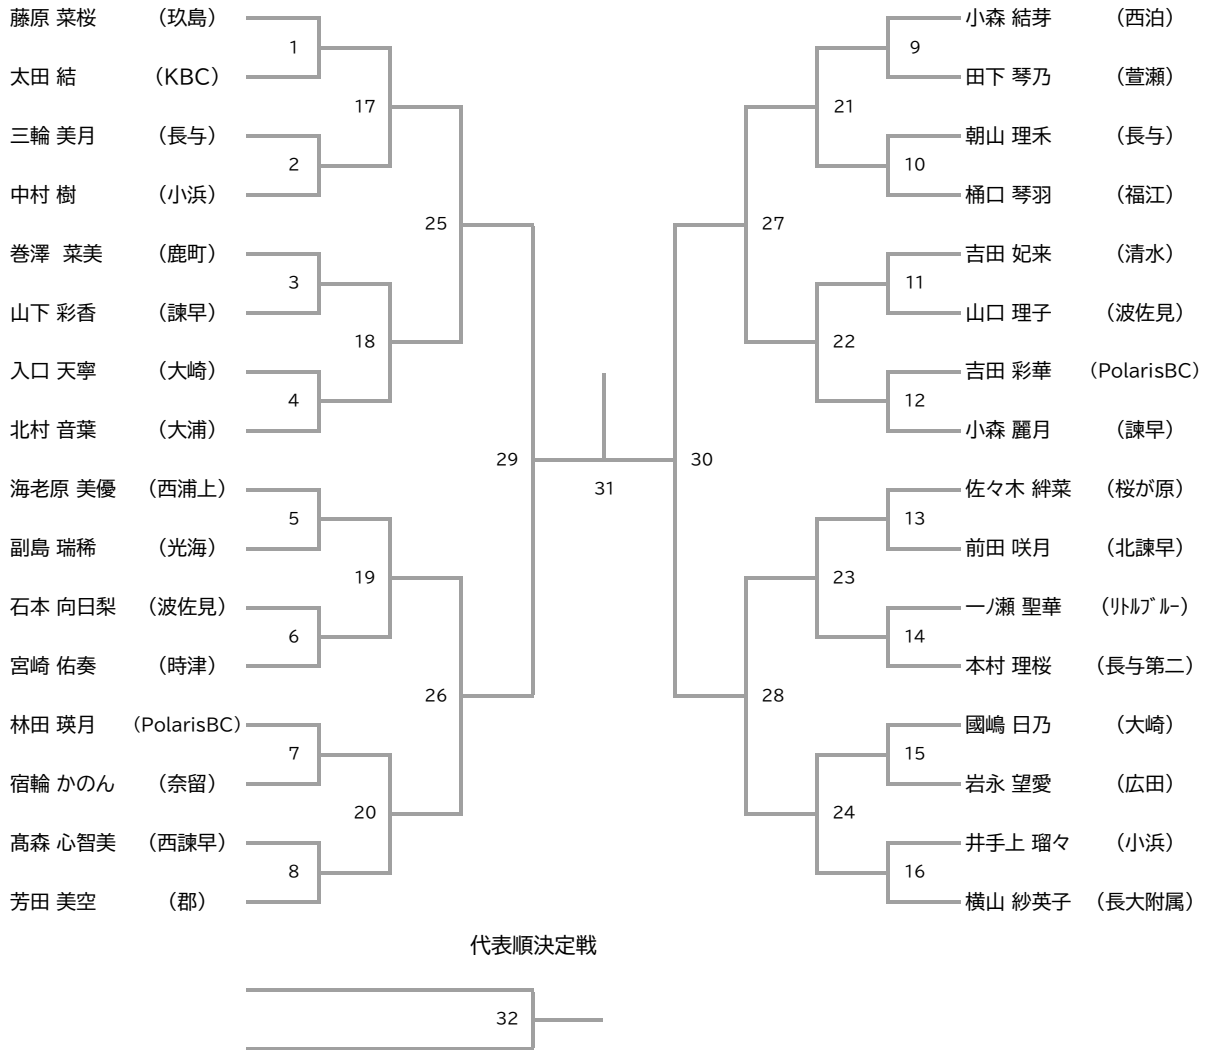 藤原 菜桜 （玖島）
1
太田 結 （KBC）
17
三輪 美月 （長与）
2
中村 樹 （小浜）
25
巻澤 菜美 （鹿町）
3
山下 彩香 （諫早）
18
入口 天寧 （大崎）
4
北村 音葉 （大浦）
29
海老原 美優 （西浦上）
5
副島 瑞稀 （光海）
19
石本 向日梨 （波佐見）
6
宮崎 佑奏 （時津）
26
林田 瑛月 （PolarisBC）
7
宿輪 かのん （奈留）
20
髙森 心智美 （西諫早）
8
芳田 美空 （郡）
31
小森 結芽 （西泊）
9
田下 琴乃 （萱瀬）
21
朝山 理禾 （長与）
10
樋口 琴羽 （福江）
27
吉田 妃来 （清水）
11
山口 理子 （波佐見）
22
吉田 彩華 （PolarisBC）
12
小森 麗月 （諫早）
30
佐々木 絆菜 （桜が原）
13
前田 咲月 （北諫早）
23
一ノ瀬 聖華 （ﾘﾄﾙﾌﾞﾙｰ）
14
本村 理桜 （長与第二）
28
國嶋 日乃 （大崎）
15
岩永 望愛 （広田）
24
井手上 瑠々 （小浜）
16
横山 紗英子 （長大附属）
代表順決定戦
32